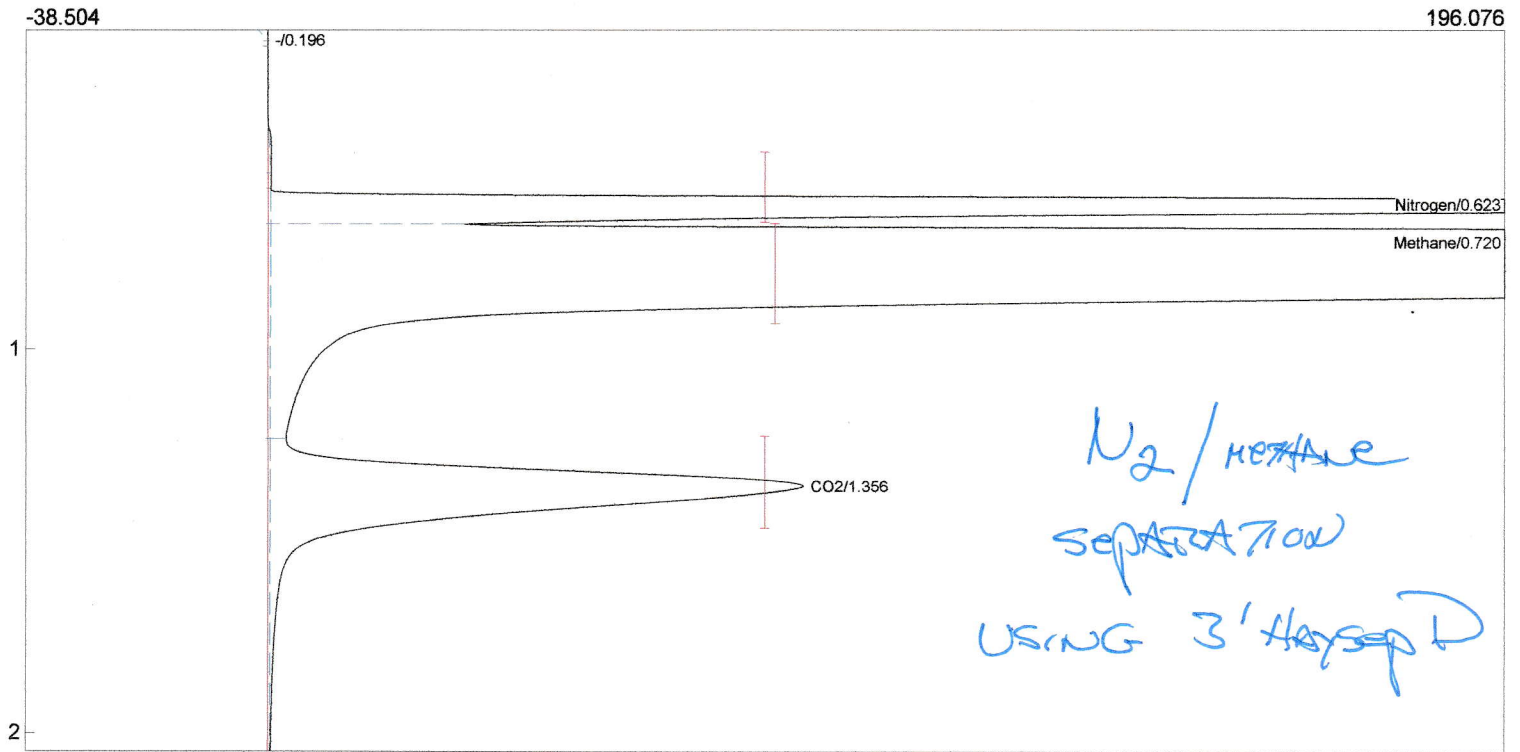 -38.504 196.076
-/0.196
Nitrogen/0.623
Methane/0.720
1
CO2/1.356
N2/METHANE
SEPARATION
USING 3' HAYSEP D
2